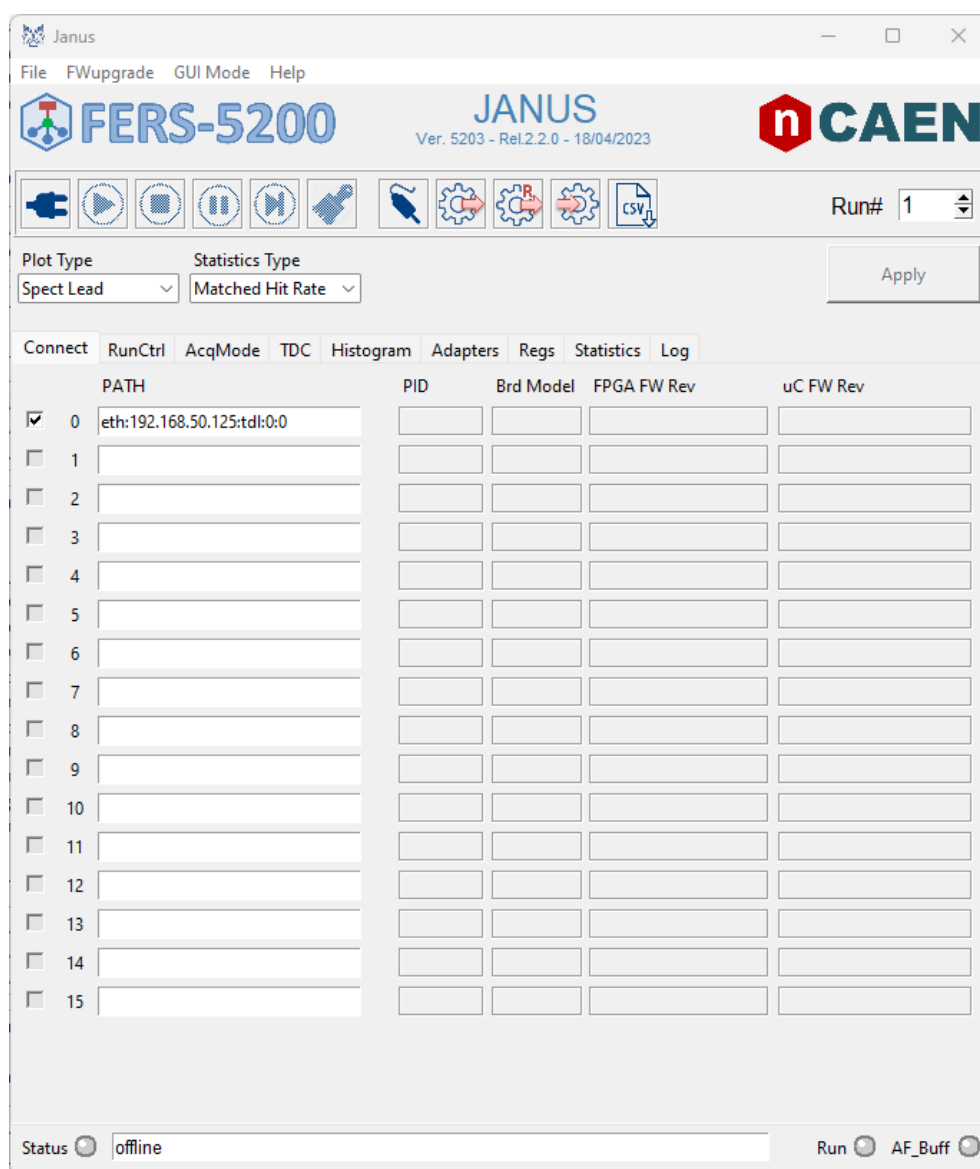 Janus
File FWupgrade GUI Mode Help
FERS-5200
JANUS
Ver. 5203 - Rel.2.2.0 - 18/04/2023
n CAEN
R
CSV
Run# 1
Plot Type Statistics Type
Spect Lead Matched Hit Rate
Apply
Connect RunCtrl AcqMode TDC Histogram Adapters Regs Statistics Log
PATH PID Brd Model FPGA FW Rev uC FW Rev
0 eth:192.168.50.125:tdl:0:0
1
2
3
4
5
6
7
8
9
10
11
12
13
14
15
Status offline Run AF_Buff